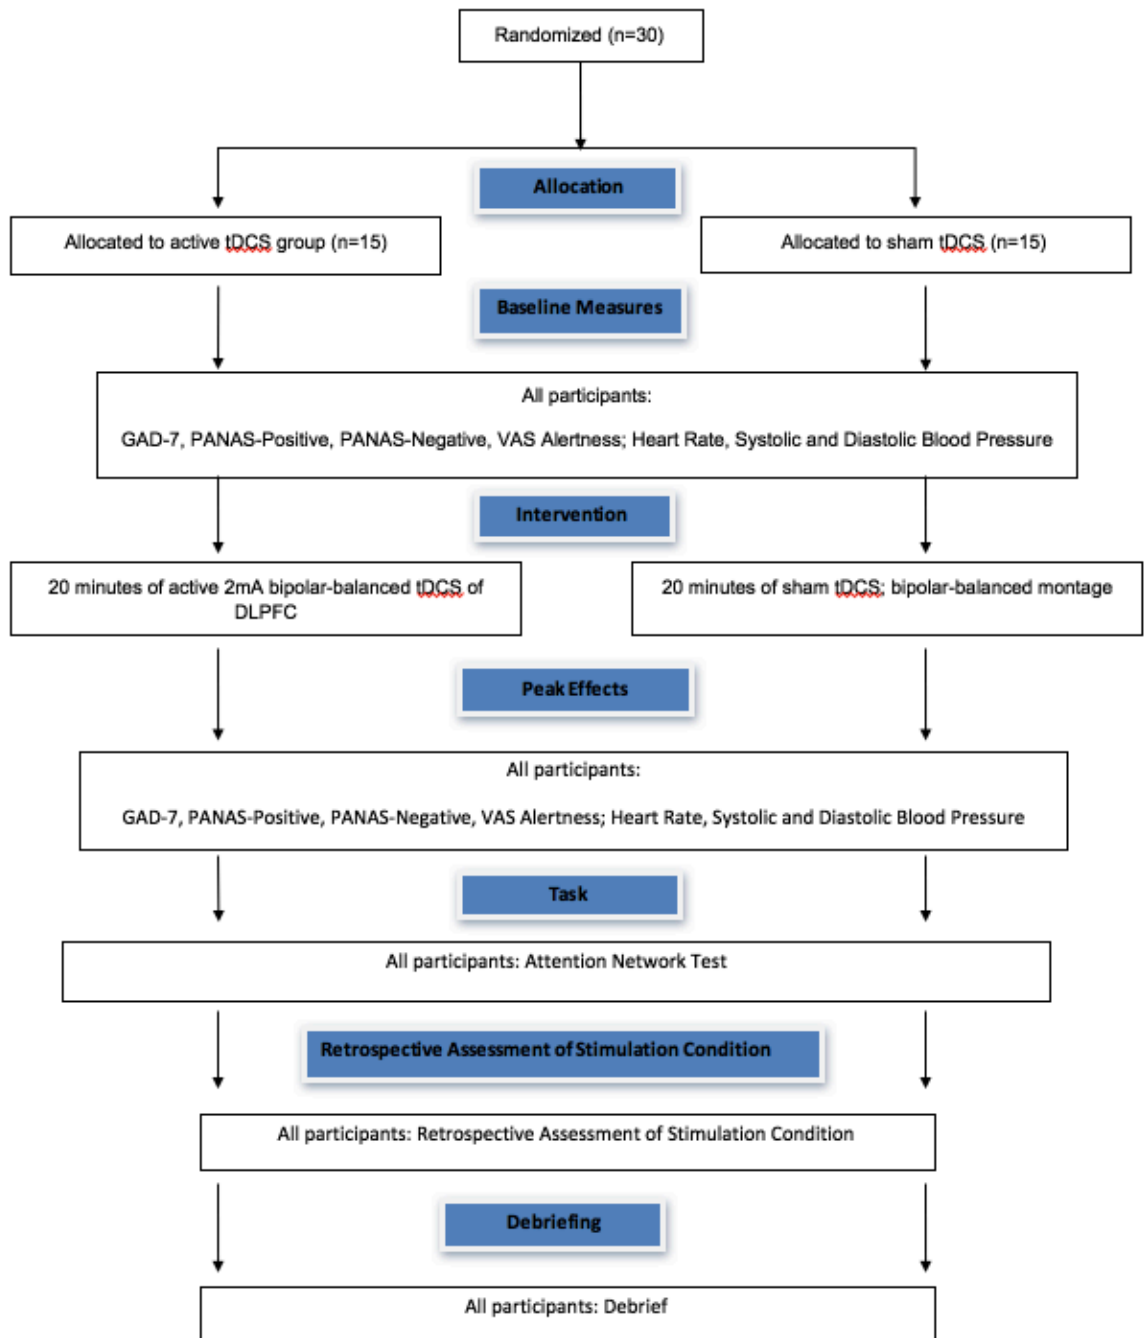 Randomized (n=30)
Allocation
Allocated to active tDCS group (n=15)
Allocated to sham tDCS (n=15)
Baseline Measures
All participants:
GAD-7, PANAS-Positive, PANAS-Negative, VAS Alertness; Heart Rate, Systolic and Diastolic Blood Pressure
Intervention
20 minutes of active 2mA bipolar-balanced tDCS of
DLPFC
20 minutes of sham tDCS; bipolar-balanced montage
Peak Effects
All participants:
GAD-7, PANAS-Positive, PANAS-Negative, VAS Alertness; Heart Rate, Systolic and Diastolic Blood Pressure
Task
All participants: Attention Network Test
Retrospective Assessment of Stimulation Condition
All participants: Retrospective Assessment of Stimulation Condition
Debriefing
All participants: Debrief